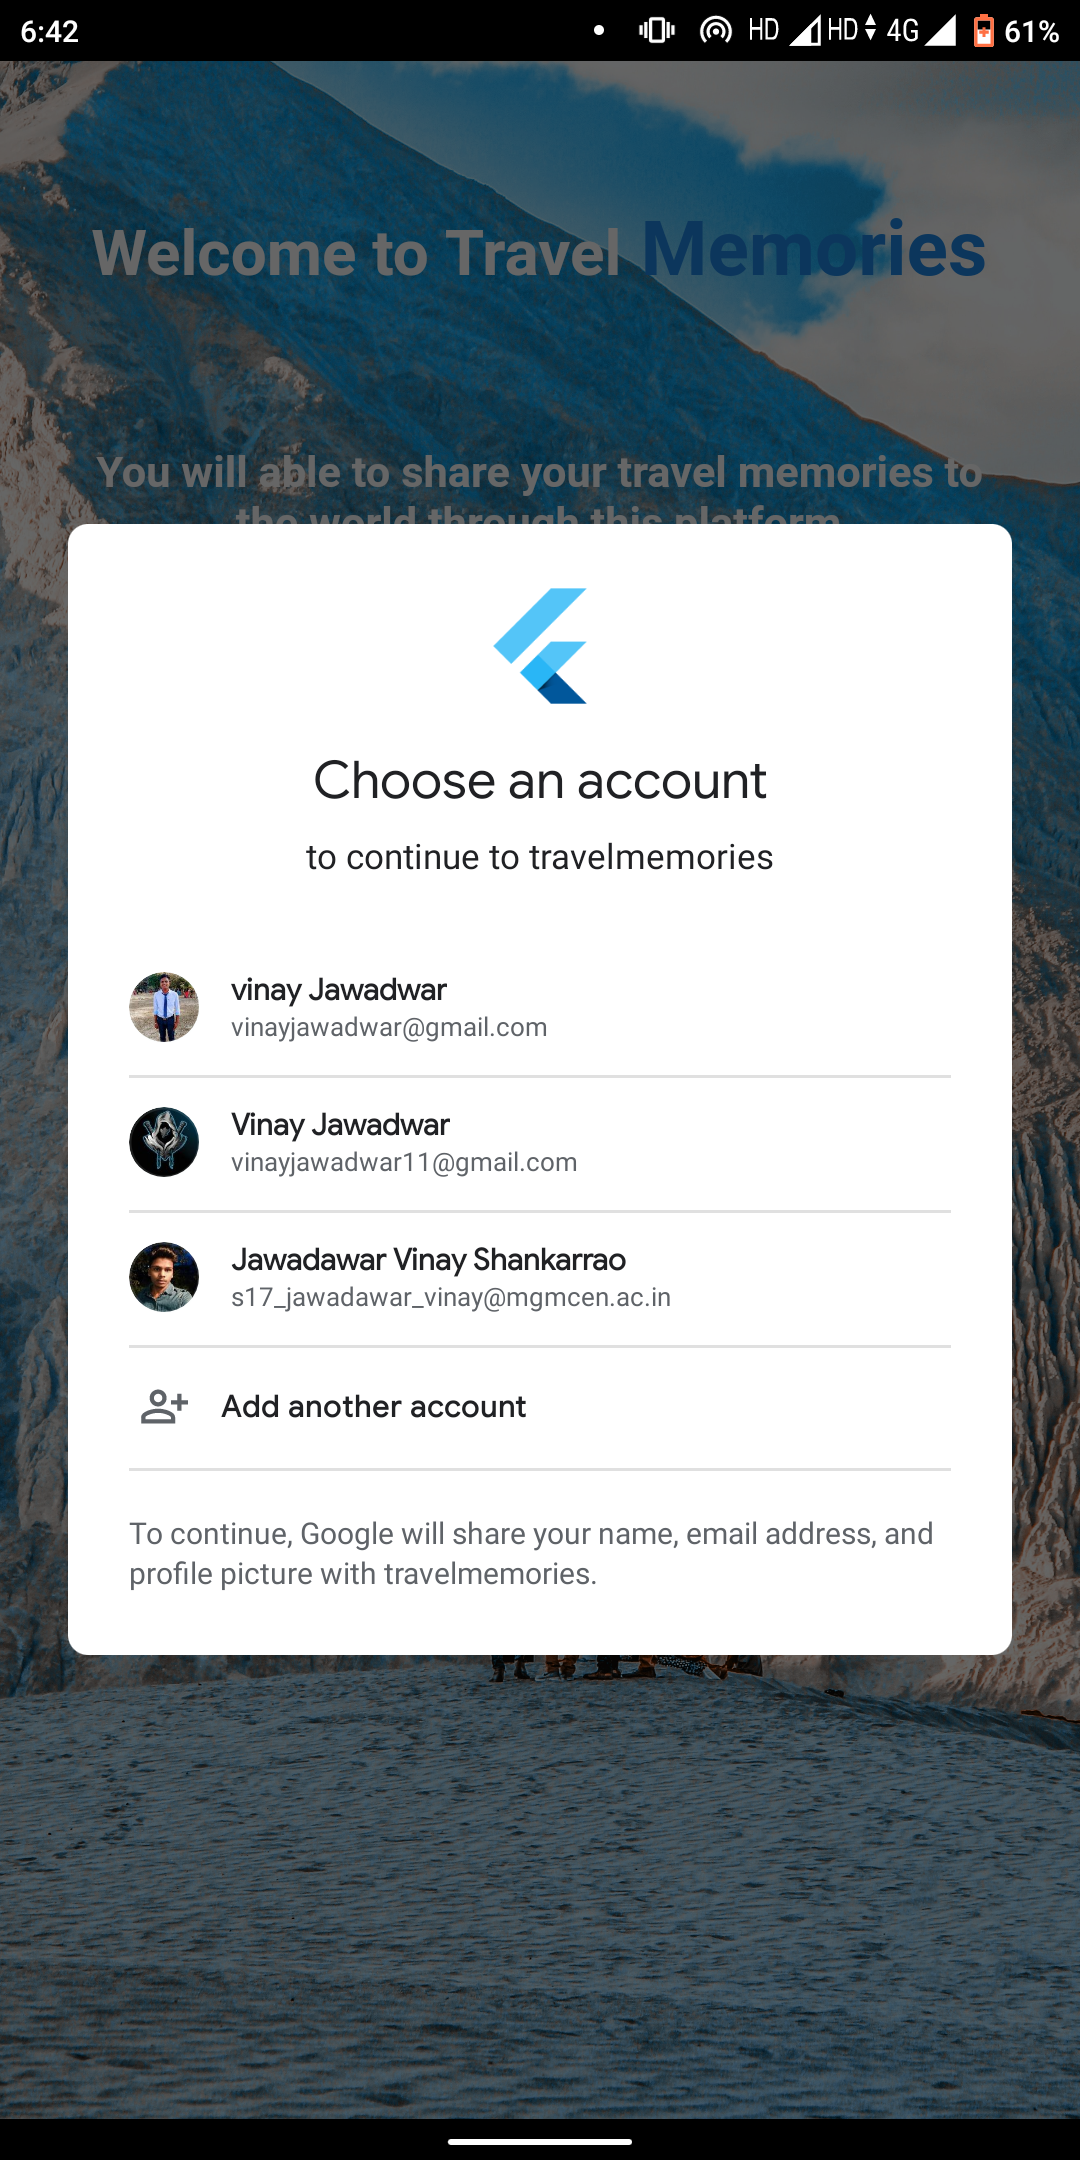 6:42 HD HD 4G 61%
Welcome to Travel Memories
You will able to share your travel memories to
the world through this platform
Choose an account
to continue to travelmemories
vinay Jawadwar
vinayjawadwar@gmail.com
Vinay Jawadwar
vinayjawadwar11@gmail.com
Jawadawar Vinay Shankarrao
s17_jawadawar_vinay@mgmcen.ac.in
Add another account
To continue, Google will share your name, email address, and
profile picture with travelmemories.